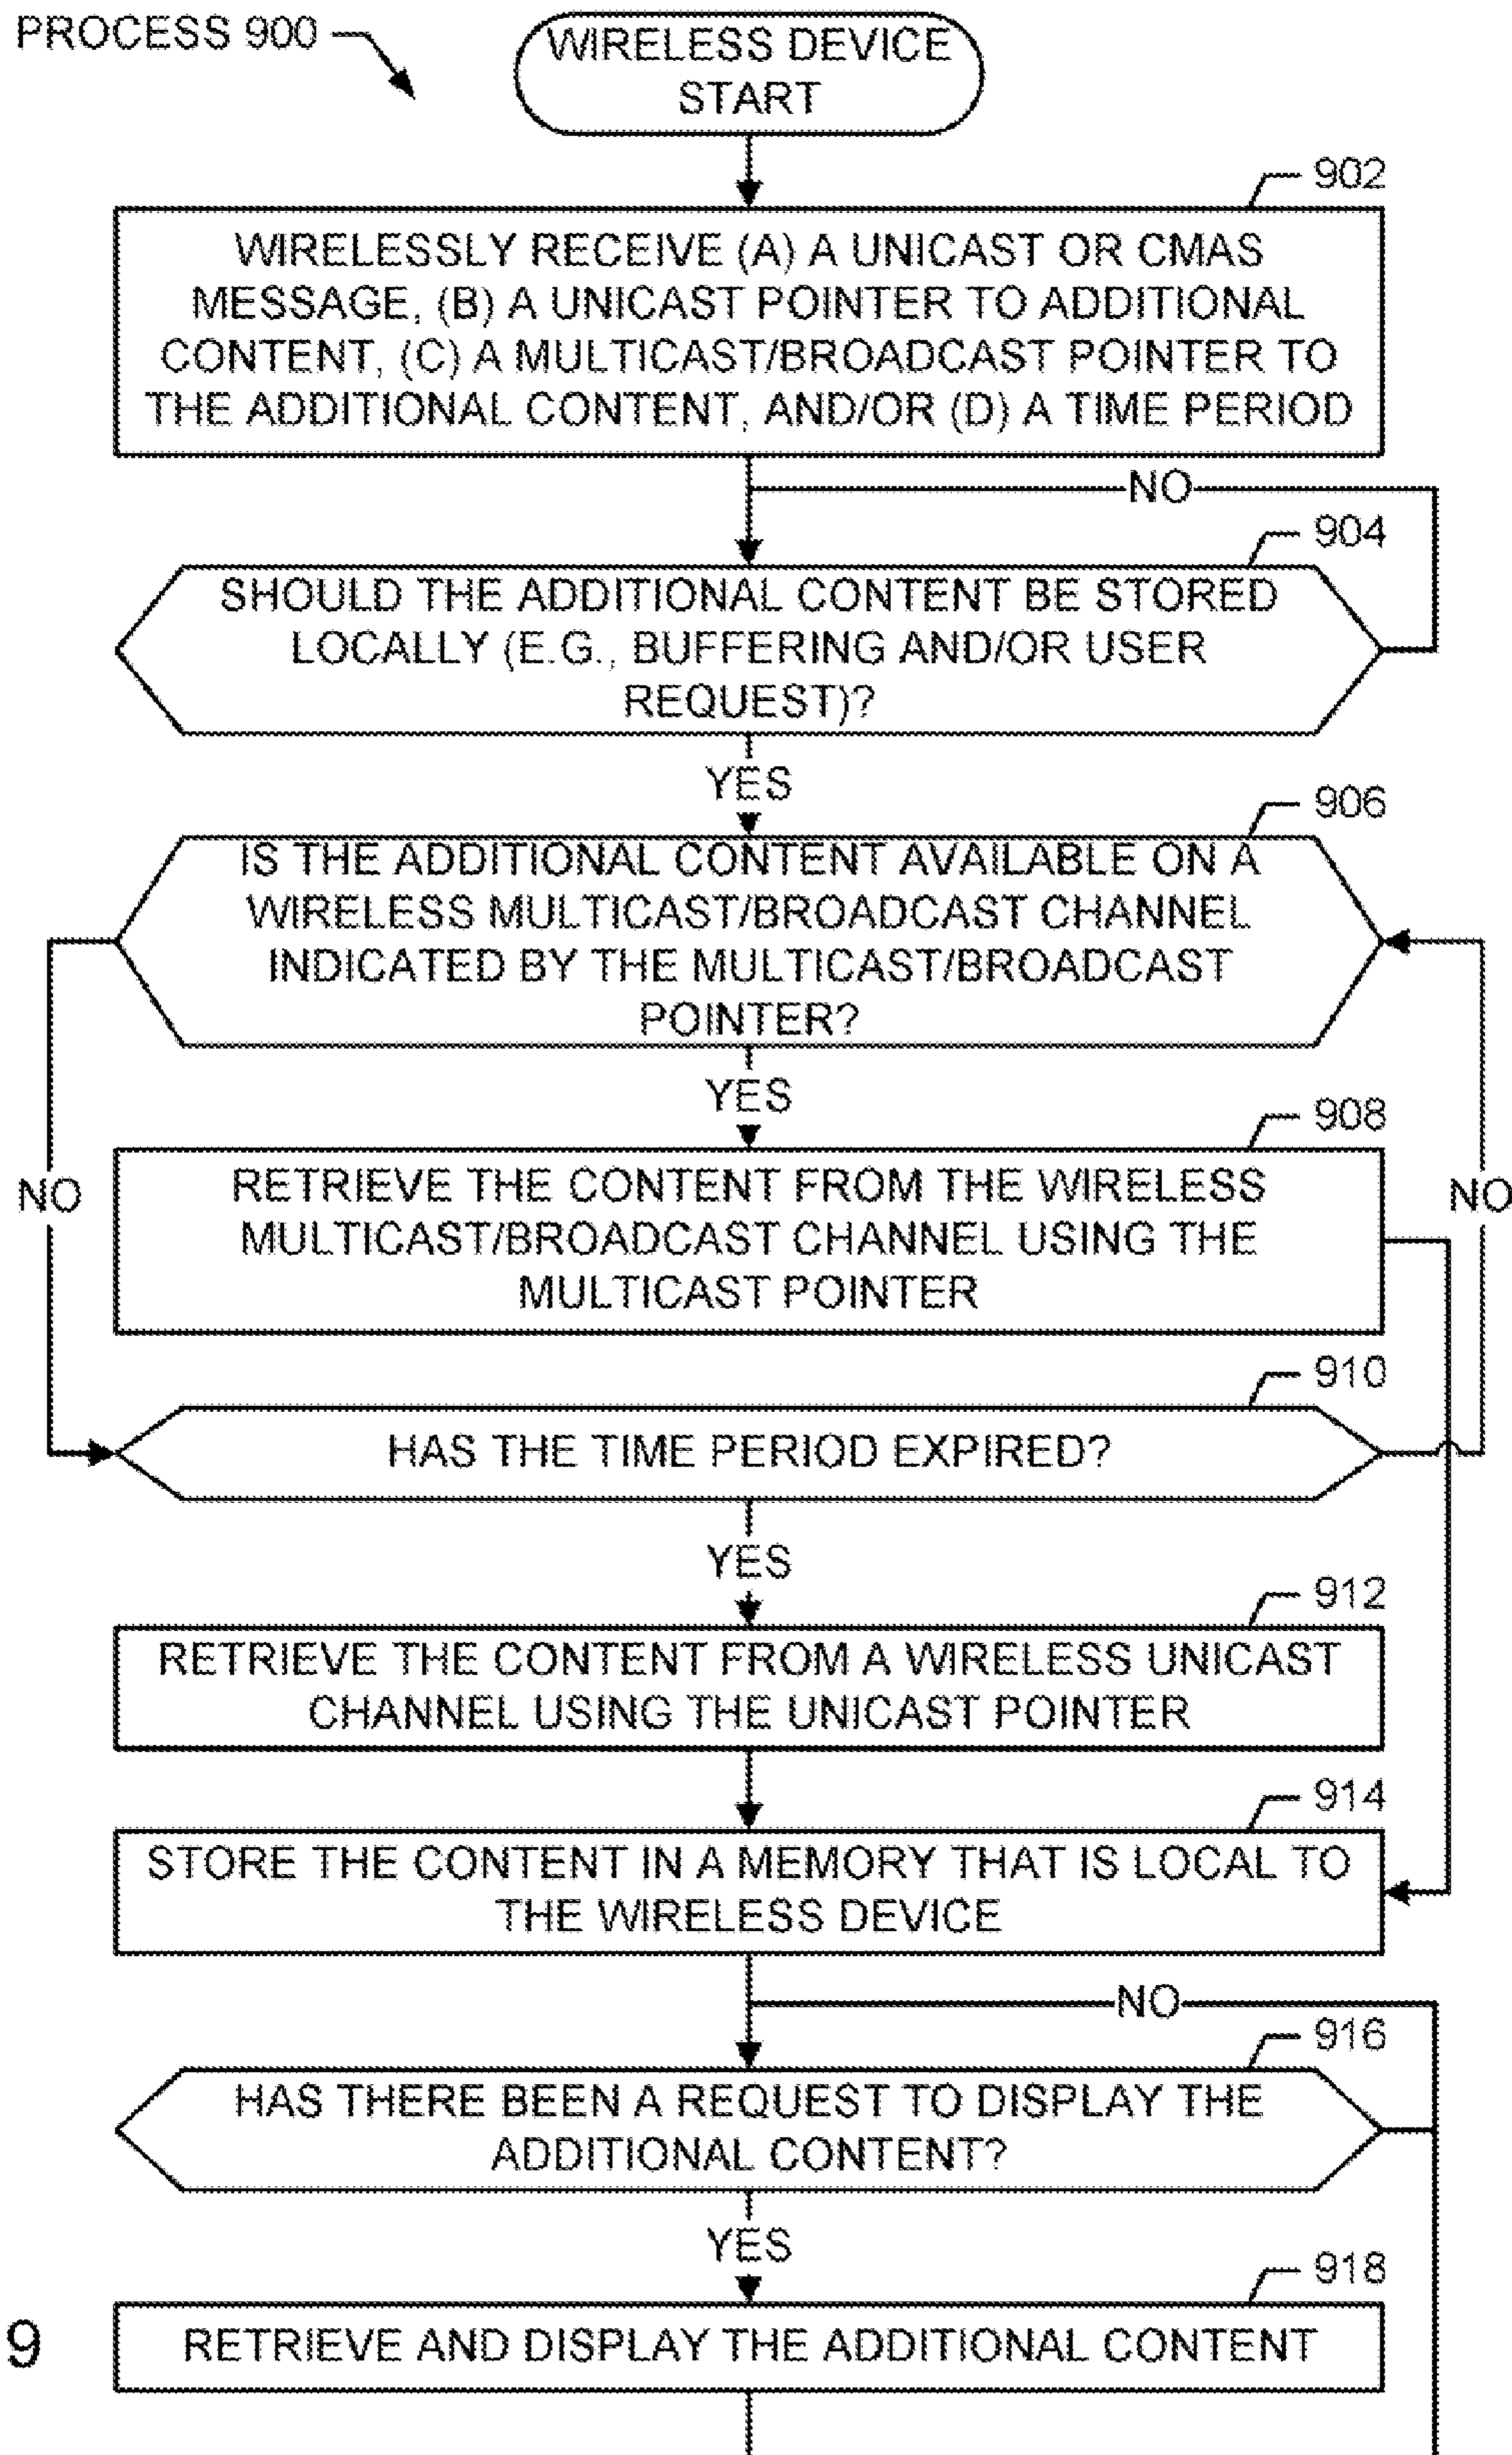 PROCESS 900
WIRELESS DEVICE
START
902
WIRELESSLY RECEIVE (A) A UNICAST OR CMAS
MESSAGE, (B) A UNICAST POINTER TO ADDITIONAL
CONTENT, (C) A MULTICAST/BROADCAST POINTER TO
THE ADDITIONAL CONTENT, AND/OR (D) A TIME PERIOD
NO
904
SHOULD THE ADDITIONAL CONTENT BE STORED
LOCALLY (E.G., BUFFERING AND/OR USER
REQUEST)?
YES
906
IS THE ADDITIONAL CONTENT AVAILABLE ON A
WIRELESS MULTICAST/BROADCAST CHANNEL
INDICATED BY THE MULTICAST/BROADCAST
POINTER?
YES
908
NO
RETRIEVE THE CONTENT FROM THE WIRELESS
MULTICAST/BROADCAST CHANNEL USING THE
MULTICAST POINTER
NO
910
HAS THE TIME PERIOD EXPIRED?
YES
912
RETRIEVE THE CONTENT FROM A WIRELESS UNICAST
CHANNEL USING THE UNICAST POINTER
914
STORE THE CONTENT IN A MEMORY THAT IS LOCAL TO
THE WIRELESS DEVICE
NO
916
HAS THERE BEEN A REQUEST TO DISPLAY THE
ADDITIONAL CONTENT?
YES
918
9
RETRIEVE AND DISPLAY THE ADDITIONAL CONTENT